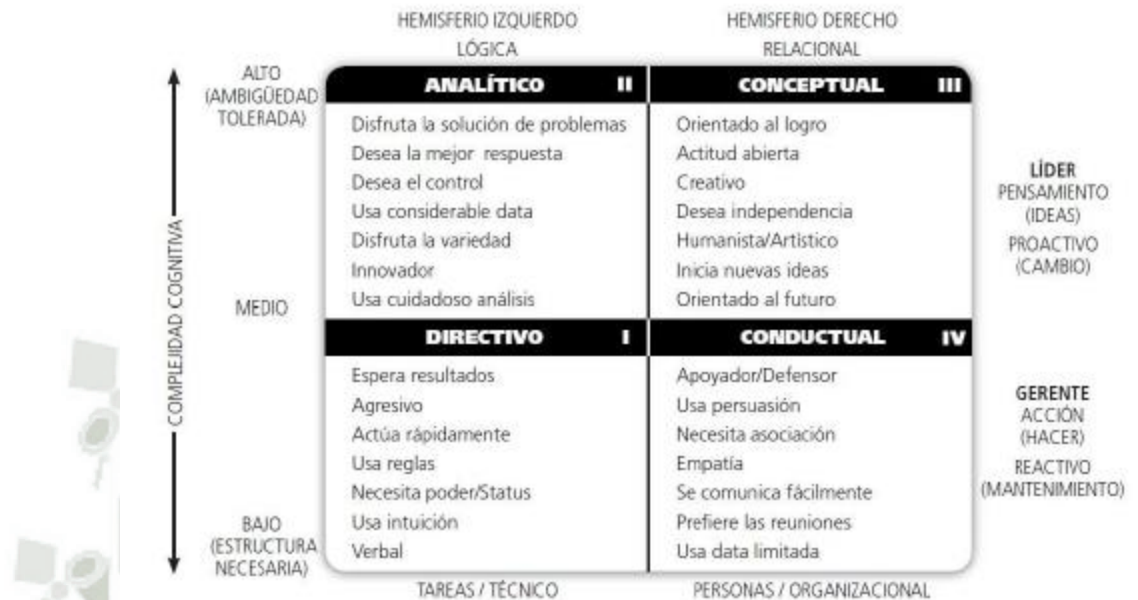 HEMISFERIO IZQUIERDO
LÓGICA
HEMISFERIO DERECHO
RELACIONAL
ALTO
(AMBIGÜEDAD
TOLERADA)
COMPLEJIDAD COGNITIVA
MEDIO
BAJO
(ESTRUCTURA
NECESARIA)
ANALÍTICO II
Disfruta la solución de problemas
Desea la mejor respuesta
Desea el control
Usa considerable data
Disfruta la variedad
Innovador
Usa cuidadoso análisis
CONCEPTUAL III
Orientado al logro
Actitud abierta
Creativo
Desea independencia
Humanista/Artístico
Inicia nuevas ideas
Orientado al futuro
LÍDER
PENSAMIENTO
(IDEAS)
PROACTIVO
(CAMBIO)
DIRECTIVO I
Espera resultados
Agresivo
Actúa rápidamente
Usa reglas
Necesita poder/Status
Usa intuición
Verbal
CONDUCTUAL IV
Apoyador/Defensor
Usa persuasión
Necesita asociación
Empatía
Se comunica fácilmente
Prefiere las reuniones
Usa data limitada
GERENTE
ACCIÓN
(HACER)
REACTIVO
(MANTENIMIENTO)
TAREAS / TÉCNICO
PERSONAS / ORGANIZACIONAL